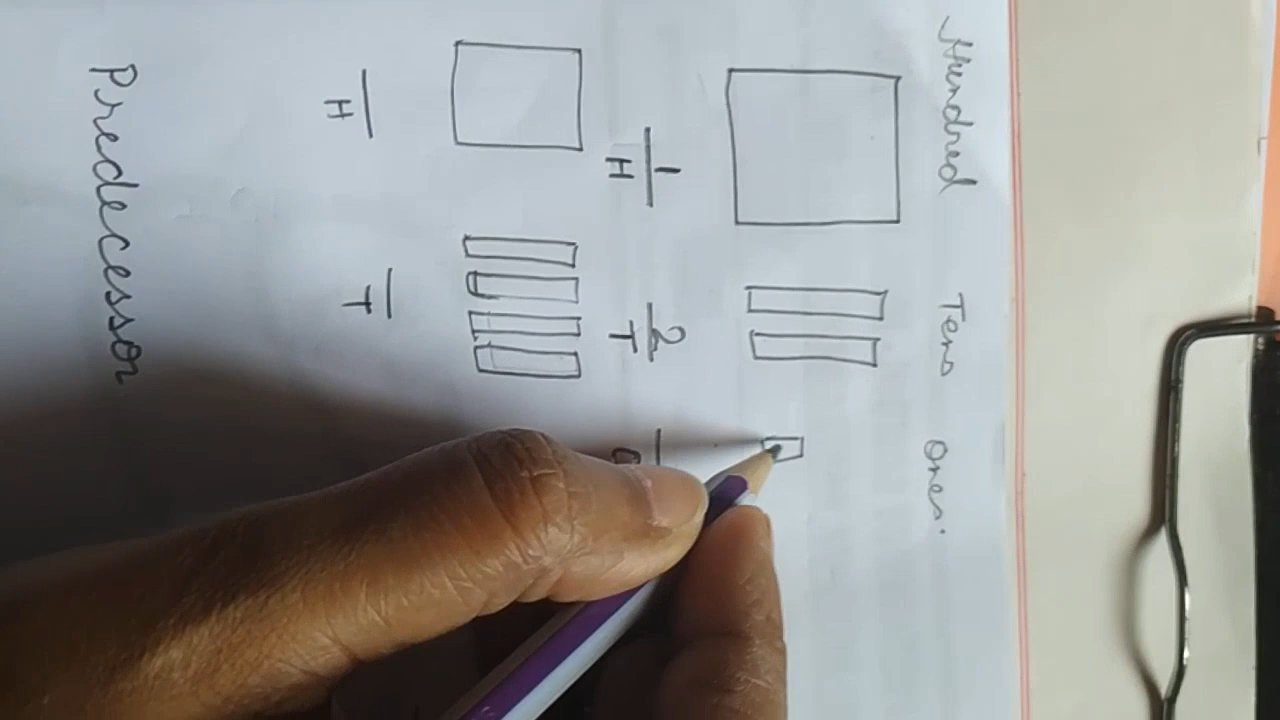 Hundred Tens Ones.
1 2
H T O
H T
Predecessor